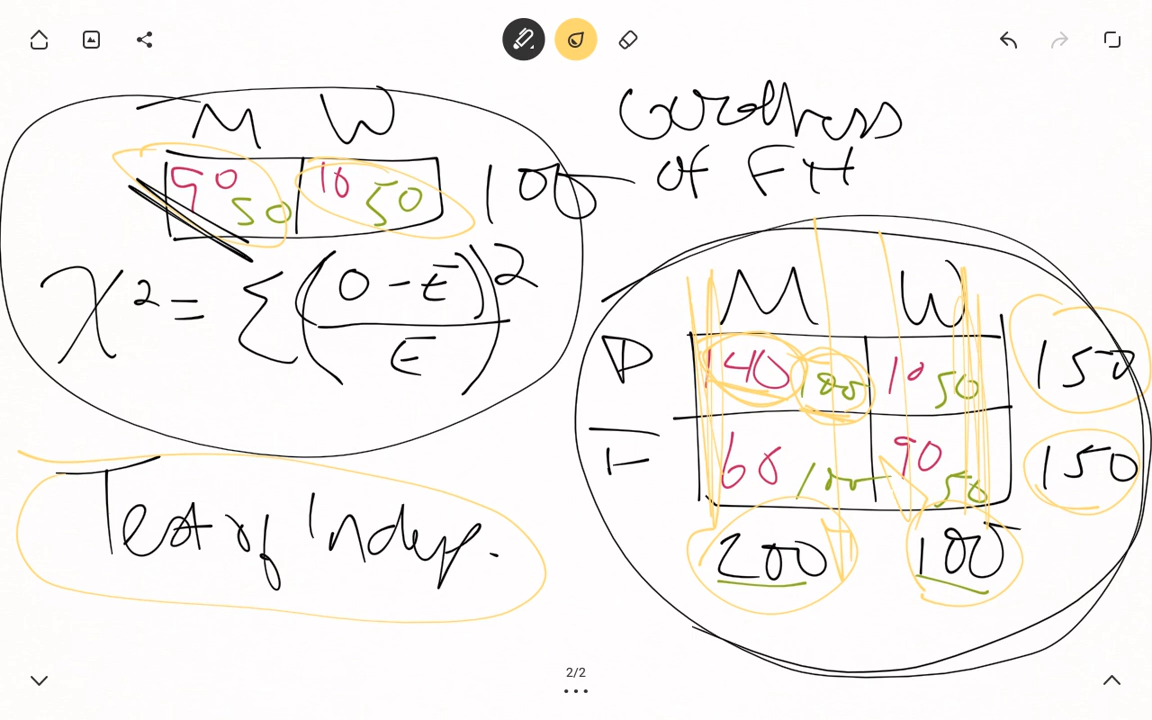 M W
90 50 10 50 100
χ² = Σ((O - E)/E)²
Test of Indep.
Goodness
of Fit
M W
P 140 100 10 50 150
F 60 100 90 50 150
200 100
2/2